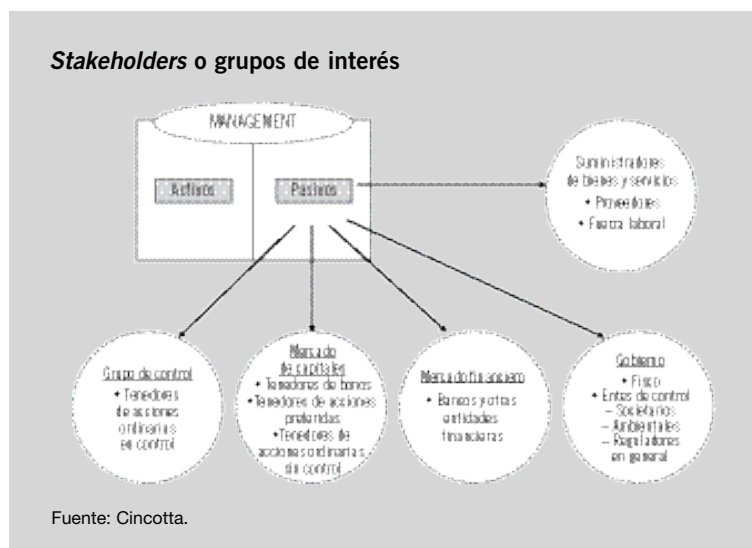 Stakeholders o grupos de interés
MANAGEMENT
Activos
Pasivos
Suministradores
de bienes y servicios
• Proveedores
• Fuerza laboral
Grupo de control
• Tenedores
de acciones
ordinarias
en control
Mercado
de capitales
• Tenedores de bonos
• Tenedores de acciones
preferidas
• Tenedores de
acciones ordinarias
sin control
Mercado financiero
• Bancos y otras
entidades
financieras
Gobierno
• Fisco
• Entes de control
– Societarios
– Ambientales
– Reguladores
en general
Fuente: Cincotta.